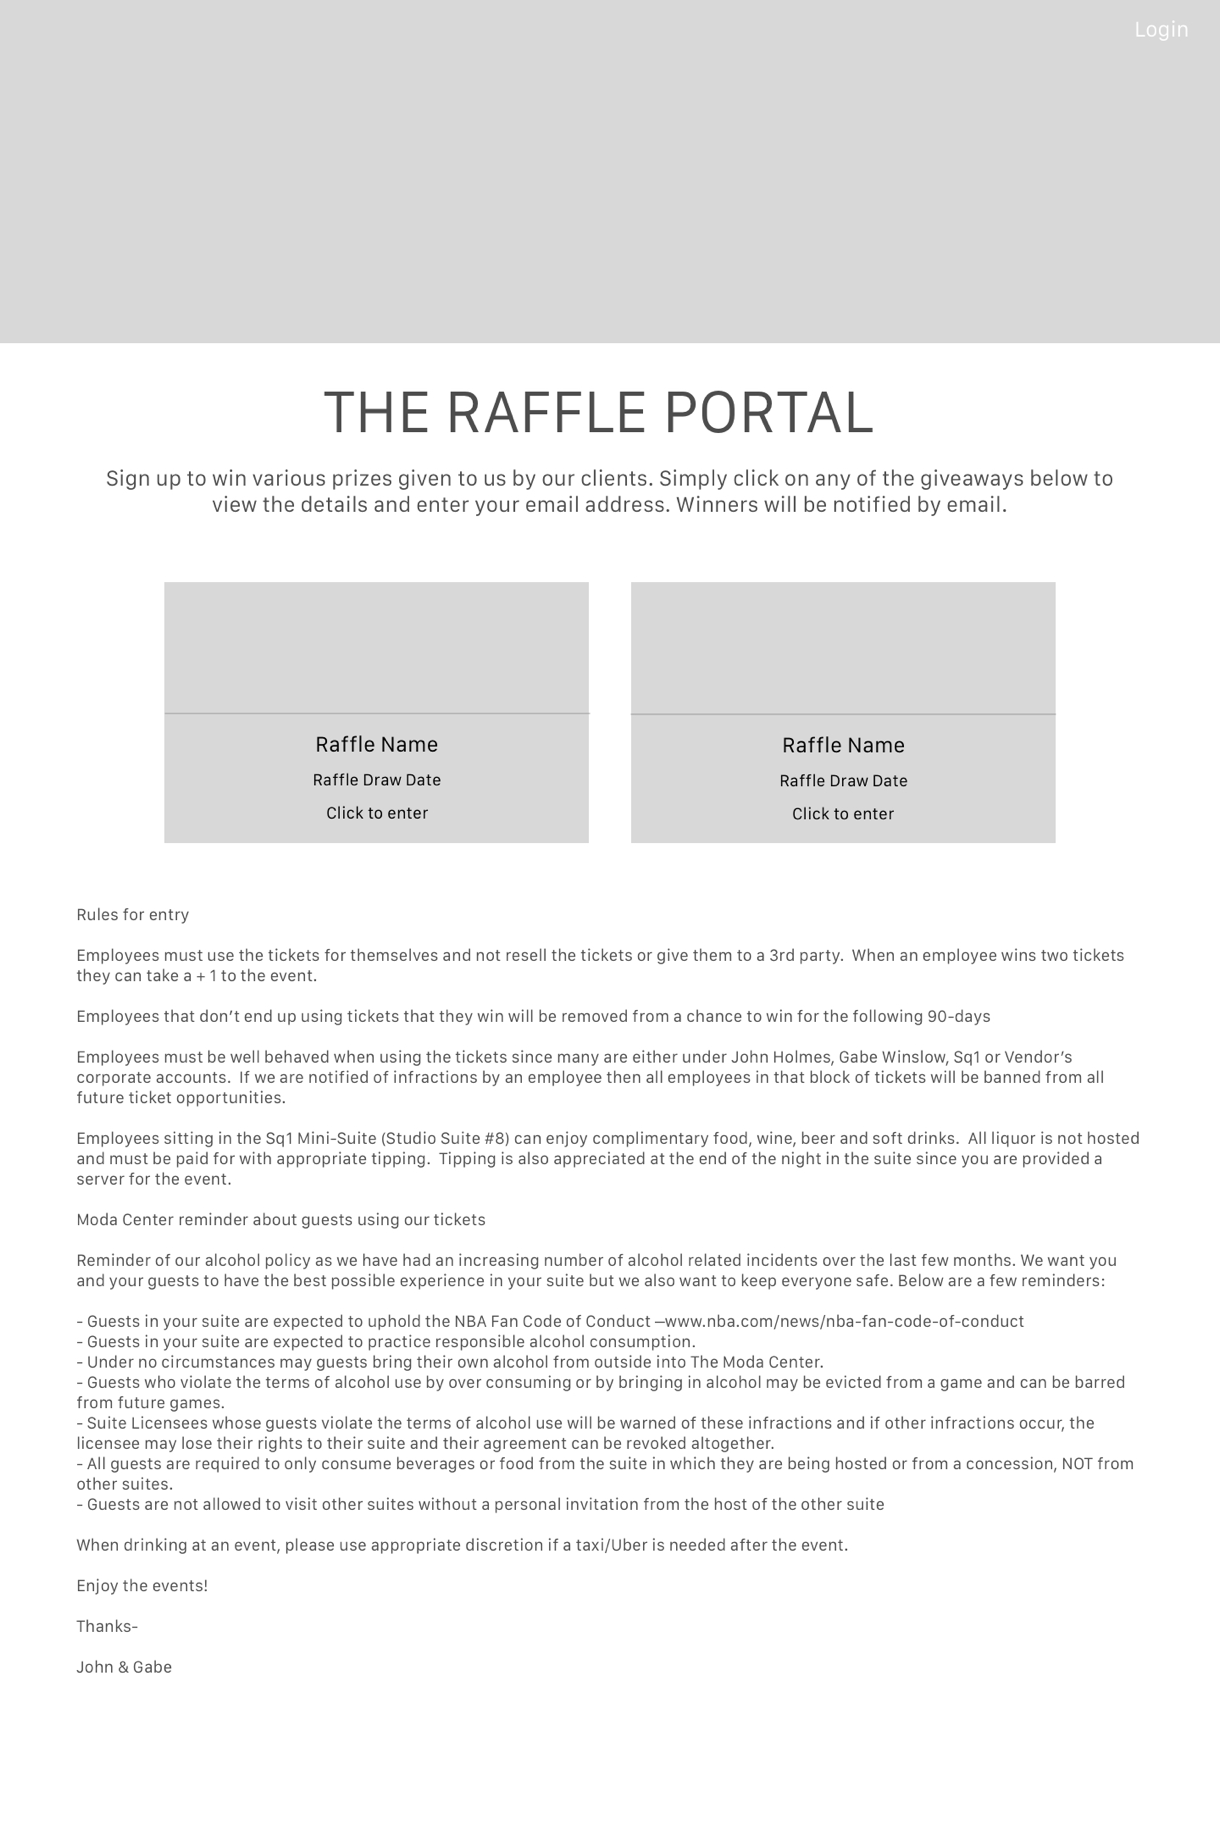 Login
THE RAFFLE PORTAL
Sign up to win various prizes given to us by our clients. Simply click on any of the giveaways below to
view the details and enter your email address. Winners will be notified by email.
Raffle Name
Raffle Draw Date
Click to enter
Raffle Name
Raffle Draw Date
Click to enter
Rules for entry
Employees must use the tickets for themselves and not resell the tickets or give them to a 3rd party.  When an employee wins two tickets
they can take a + 1 to the event.
Employees that don’t end up using tickets that they win will be removed from a chance to win for the following 90-days
Employees must be well behaved when using the tickets since many are either under John Holmes, Gabe Winslow, Sq1 or Vendor’s
corporate accounts.  If we are notified of infractions by an employee then all employees in that block of tickets will be banned from all
future ticket opportunities.
Employees sitting in the Sq1 Mini-Suite (Studio Suite #8) can enjoy complimentary food, wine, beer and soft drinks.  All liquor is not hosted
and must be paid for with appropriate tipping.  Tipping is also appreciated at the end of the night in the suite since you are provided a
server for the event.
Moda Center reminder about guests using our tickets
Reminder of our alcohol policy as we have had an increasing number of alcohol related incidents over the last few months. We want you
and your guests to have the best possible experience in your suite but we also want to keep everyone safe. Below are a few reminders:
- Guests in your suite are expected to uphold the NBA Fan Code of Conduct –www.nba.com/news/nba-fan-code-of-conduct
- Guests in your suite are expected to practice responsible alcohol consumption.
- Under no circumstances may guests bring their own alcohol from outside into The Moda Center.
- Guests who violate the terms of alcohol use by over consuming or by bringing in alcohol may be evicted from a game and can be barred
from future games.
- Suite Licensees whose guests violate the terms of alcohol use will be warned of these infractions and if other infractions occur, the
licensee may lose their rights to their suite and their agreement can be revoked altogether.
- All guests are required to only consume beverages or food from the suite in which they are being hosted or from a concession, NOT from
other suites.
- Guests are not allowed to visit other suites without a personal invitation from the host of the other suite
When drinking at an event, please use appropriate discretion if a taxi/Uber is needed after the event.
Enjoy the events!
Thanks-
John & Gabe